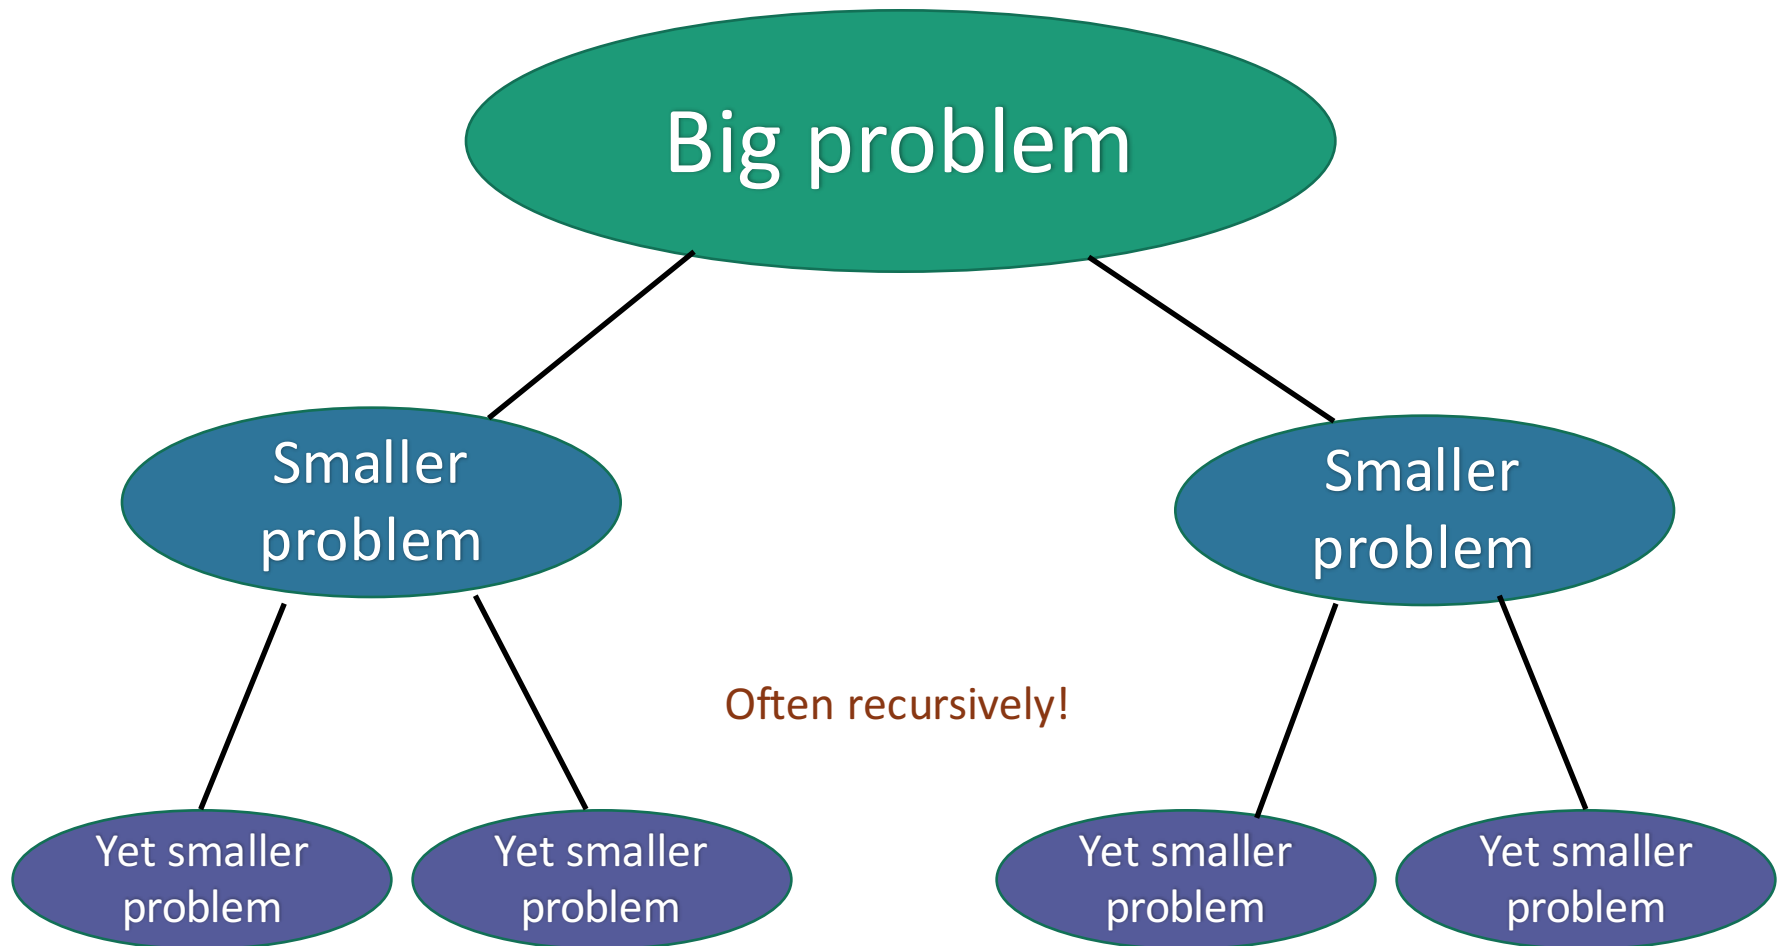 Big problem
Smaller
problem
Smaller
problem
Often recursively!
Yet smaller
problem
Yet smaller
problem
Yet smaller
problem
Yet smaller
problem